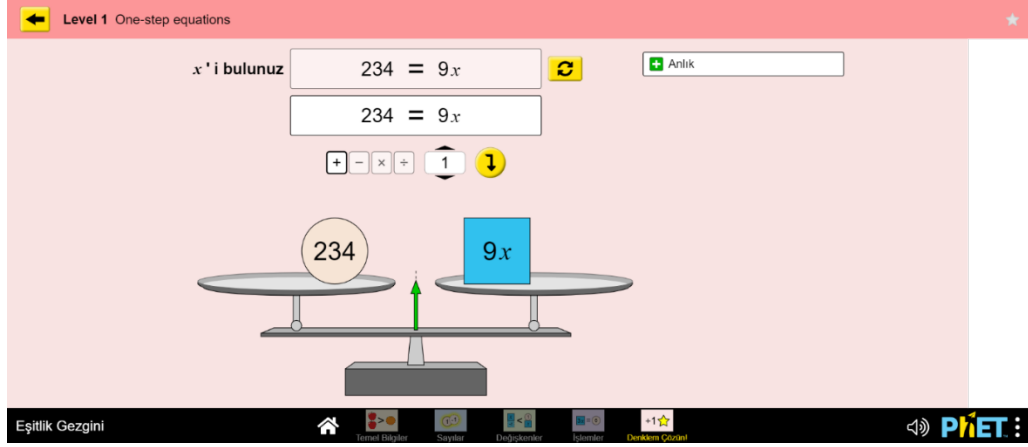 Level 1 One-step equations
x ' i bulunuz 234 = 9x
Anlık
234 = 9x
+ − × ÷ 1
234 9x
Eşitlik Gezgini
Temel Bilgiler Sayılar Değişkenler İşlemler Denklem Çözün!
+1
PhET